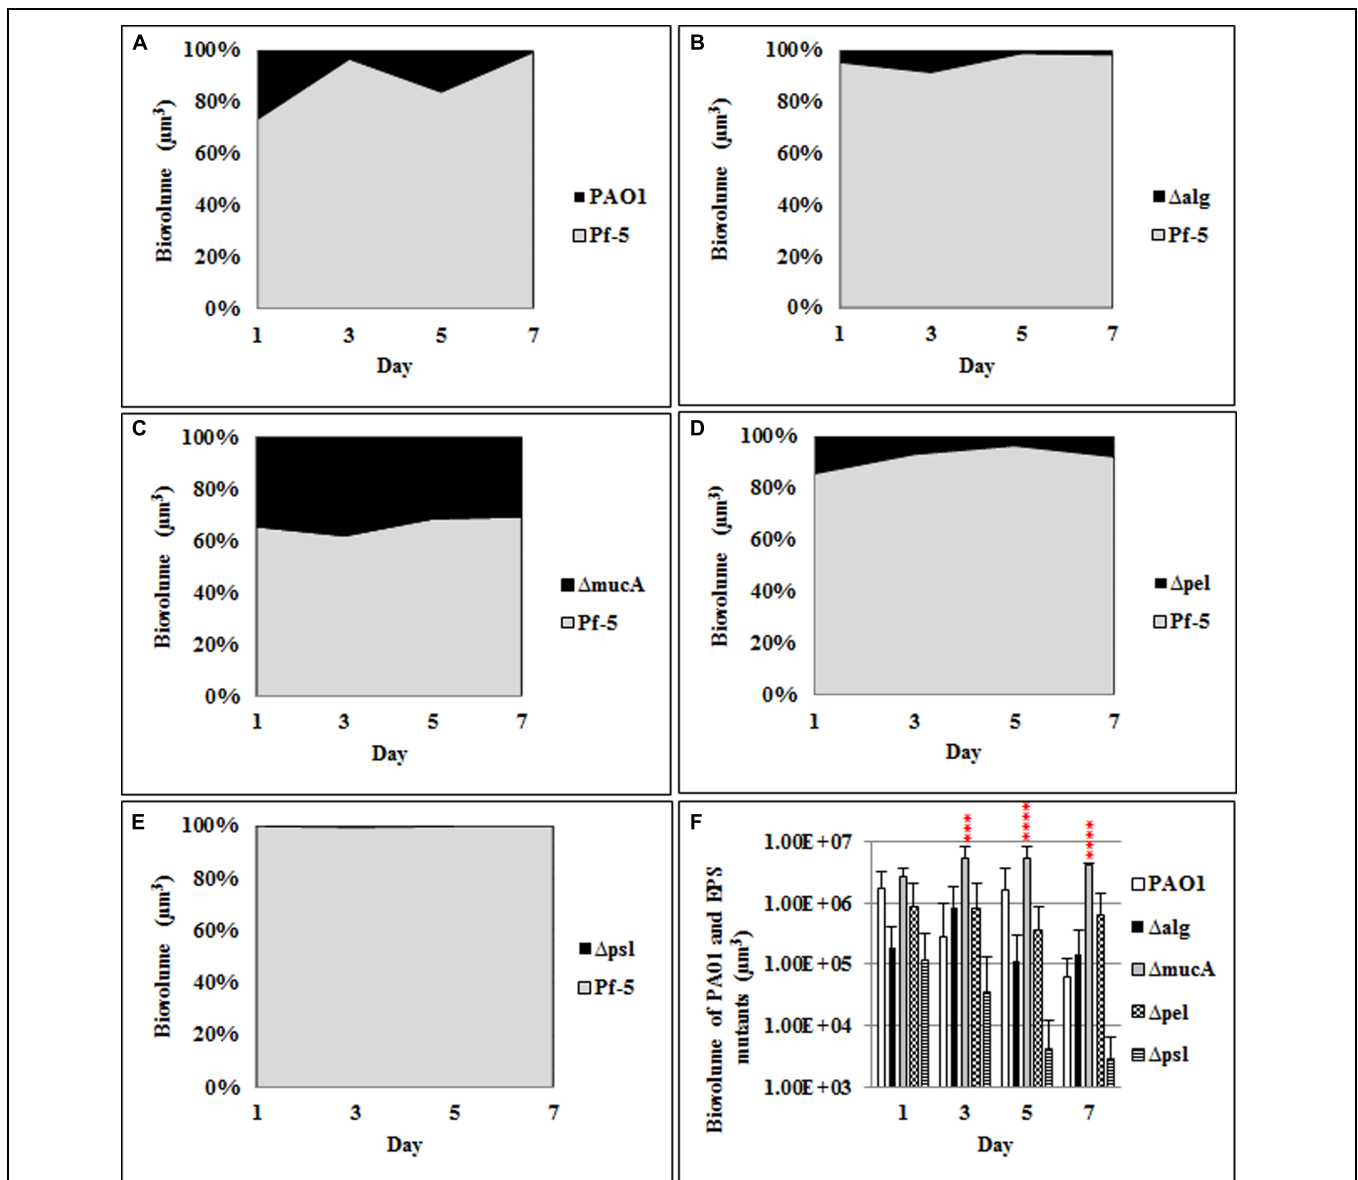 A
100%
80%
60%
40%
20%
0%
Biovolume (µm³)
1 3 5 7
Day
PAO1
Pf-5
B
100%
80%
60%
40%
20%
0%
Biovolume (µm³)
1 3 5 7
Day
Δalg
Pf-5
C
100%
80%
60%
40%
20%
0%
Biovolume (µm³)
1 3 5 7
Day
ΔmucA
Pf-5
D
100%
80%
60%
40%
20%
0%
Biovolume (µm³)
1 3 5 7
Day
Δpel
Pf-5
E
100%
80%
60%
40%
20%
0%
Biovolume (µm³)
1 3 5 7
Day
Δpsl
Pf-5
F
1.00E+07
1.00E+06
1.00E+05
1.00E+04
1.00E+03
Biovolume of PA01 and EPS
mutants (µm³)
*** **** ****
1 3 5 7
Day
PAO1
Δalg
ΔmucA
Δpel
Δpsl